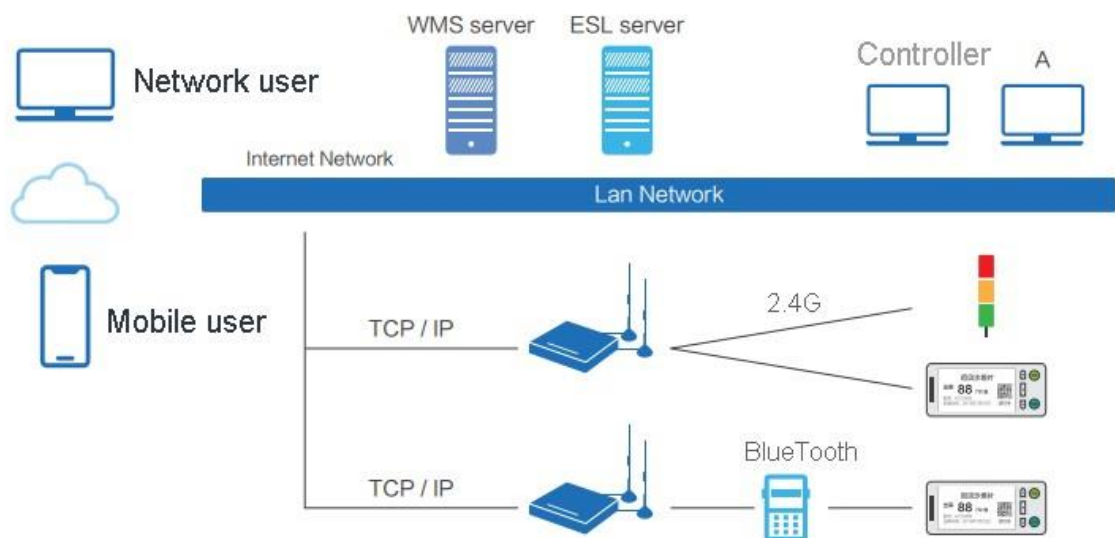 WMS server
ESL server
Controller
A
Network user
Internet Network
Lan Network
Mobile user
TCP / IP
2.4G
88
TCP / IP
BlueTooth
88